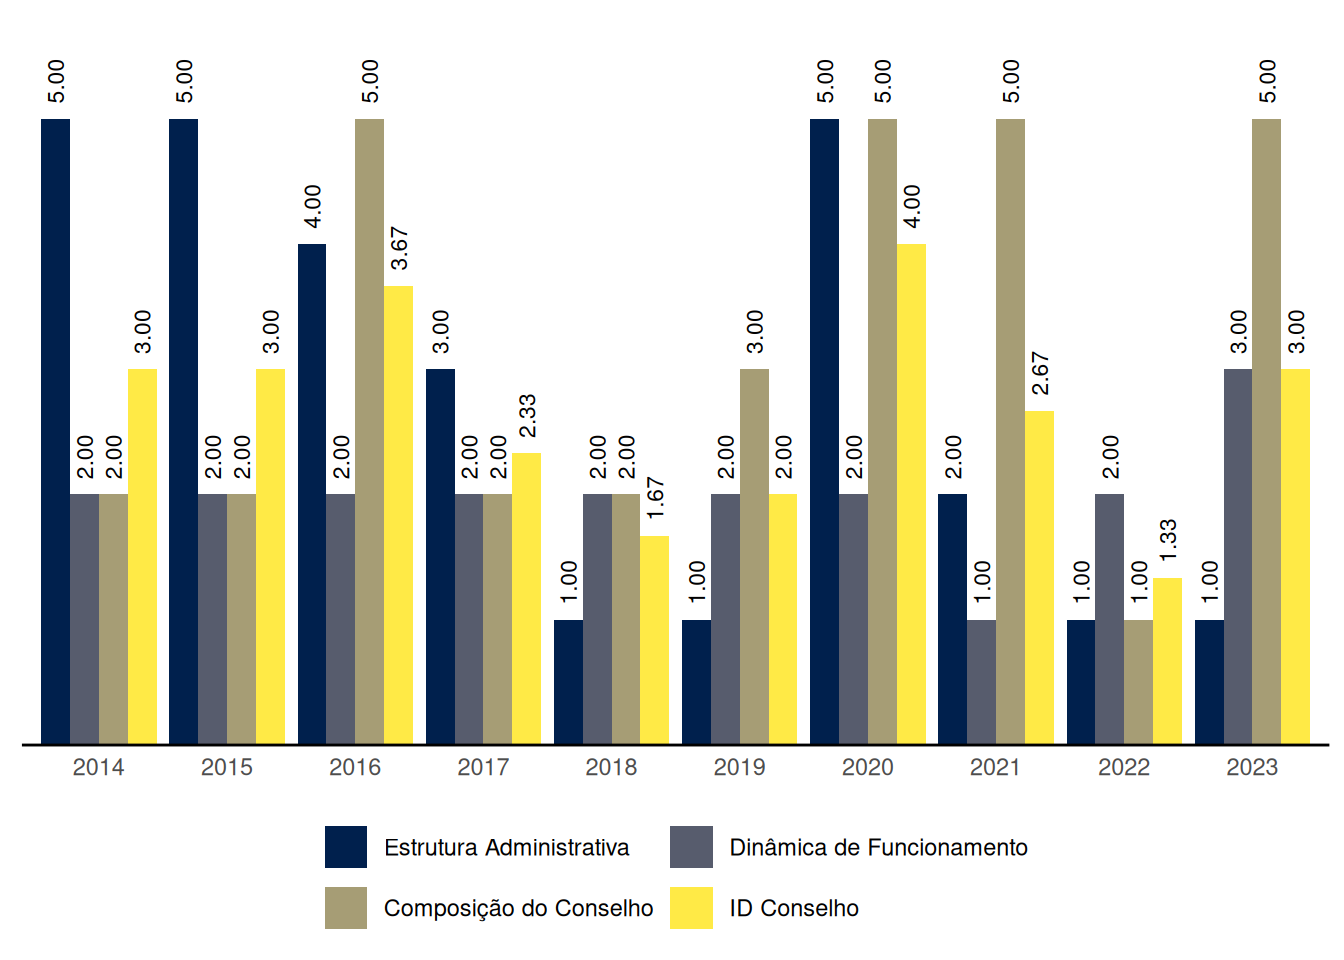 5.00 2.00 2.00 3.00 5.00 2.00 2.00 3.00 4.00 2.00 5.00 3.67 3.00 2.00 2.00 2.33 1.00 2.00 2.00 1.67 1.00 2.00 3.00 2.00 5.00 2.00 5.00 4.00 2.00 1.00 5.00 2.67 1.00 2.00 1.00 1.33 1.00 3.00 5.00 3.00
2014 2015 2016 2017 2018 2019 2020 2021 2022 2023
Estrutura Administrativa Dinâmica de Funcionamento
Composição do Conselho ID Conselho